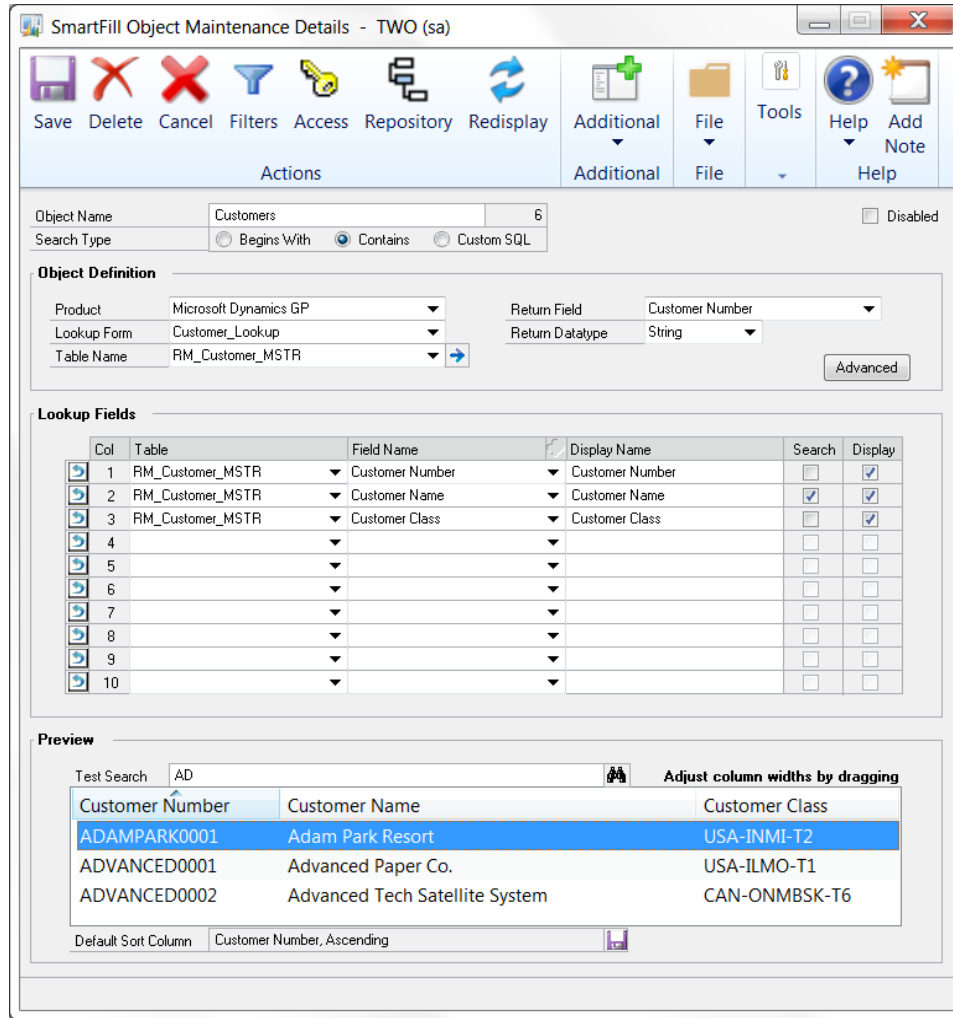 SmartFill Object Maintenance Details - TWO (sa)
Save Delete Cancel Filters Access Repository Redisplay Additional File Tools Help Add Note
Actions Additional File Help
Object Name Customers 6 Disabled
Search Type Begins With Contains Custom SQL
Object Definition
Product Microsoft Dynamics GP Return Field Customer Number
Lookup Form Customer_Lookup Return Datatype String
Table Name RM_Customer_MSTR
Advanced
Lookup Fields
Col Table Field Name Display Name Search Display
1 RM_Customer_MSTR Customer Number Customer Number
2 RM_Customer_MSTR Customer Name Customer Name
3 RM_Customer_MSTR Customer Class Customer Class
4
5
6
7
8
9
10
Preview
Test Search AD Adjust column widths by dragging
Customer Number Customer Name Customer Class
ADAMPARK0001 Adam Park Resort USA-INMI-T2
ADVANCED0001 Advanced Paper Co. USA-ILMO-T1
ADVANCED0002 Advanced Tech Satellite System CAN-ONMBSK-T6
Default Sort Column Customer Number, Ascending